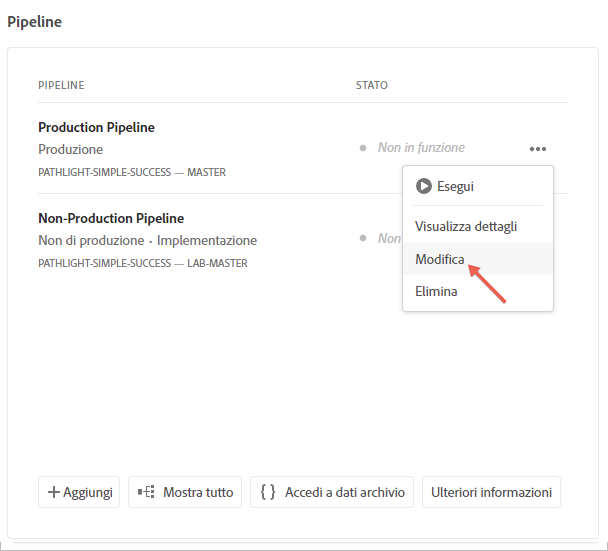 Pipeline
PIPELINE STATO
Production Pipeline
Produzione
Non in funzione
PATHLIGHT-SIMPLE-SUCCESS — MASTER
Esegui
Non-Production Pipeline
Visualizza dettagli
Non di produzione • Implementazione
Non
PATHLIGHT-SIMPLE-SUCCESS — LAB-MASTER
Modifica
Elimina
Aggiungi Mostra tutto Accedi a dati archivio Ulteriori informazioni